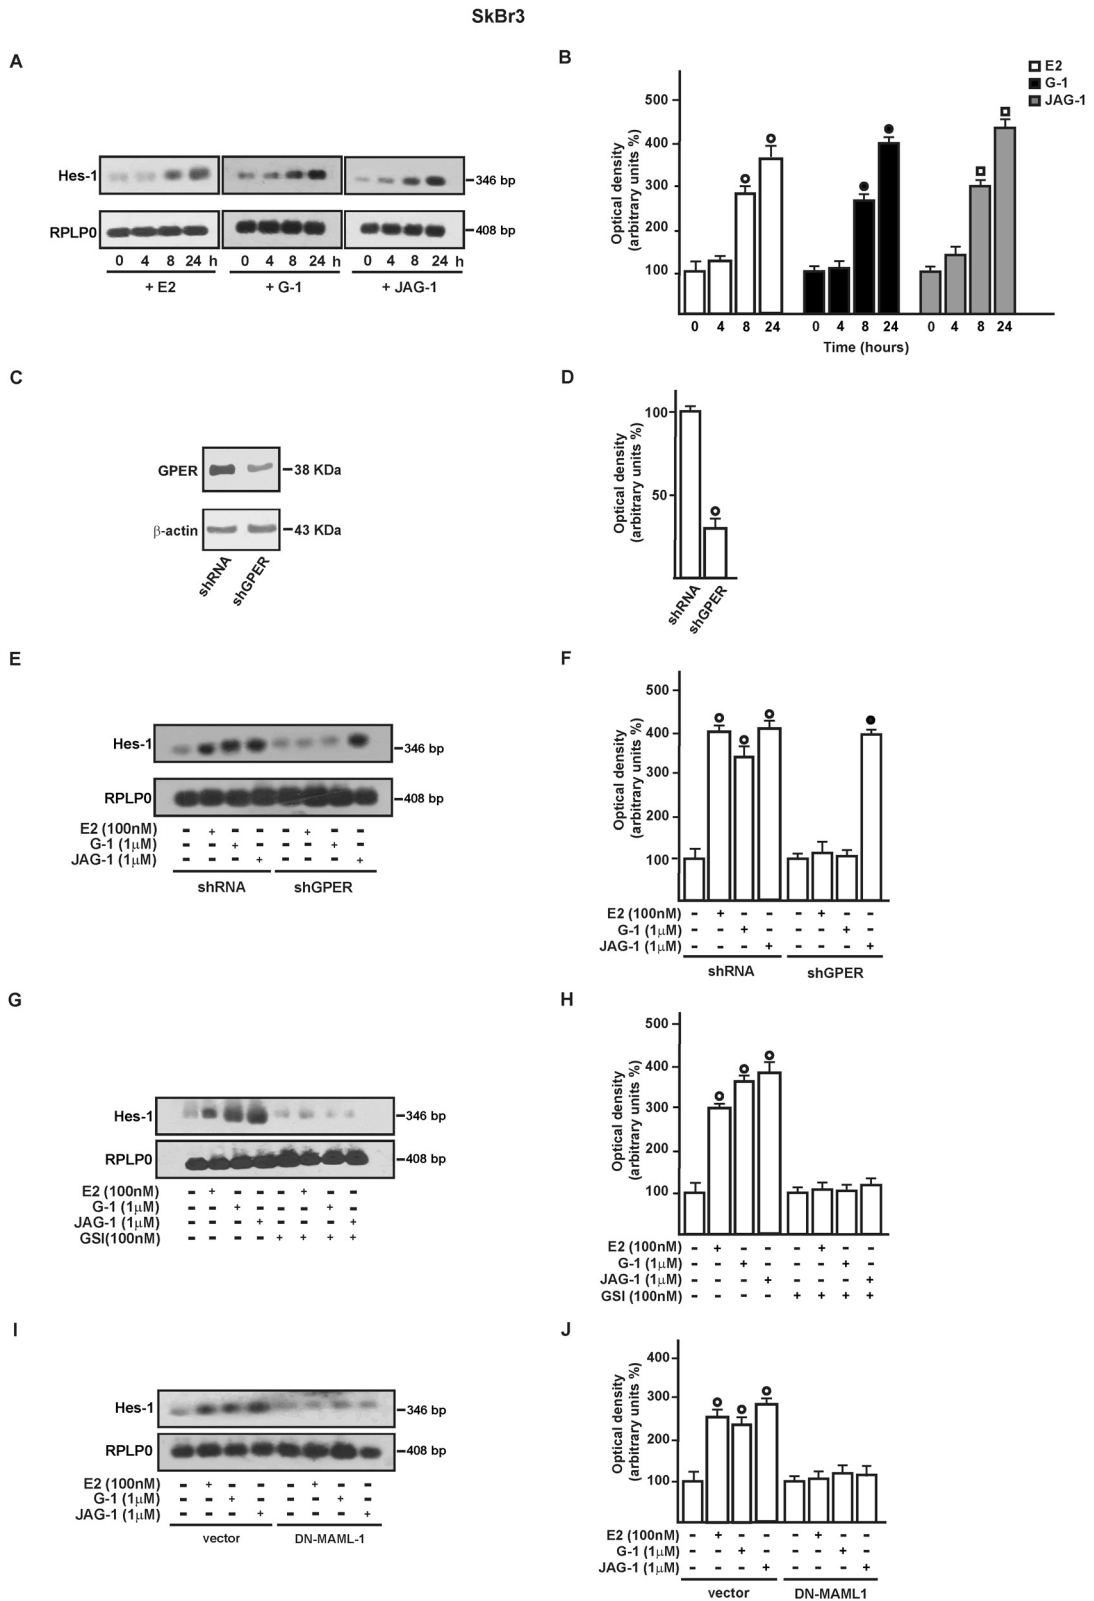 SkBr3
A
Hes-1
346 bp
RPLP0
408 bp
0 4 8 24 h 0 4 8 24 h 0 4 8 24 h
+ E2 + G-1 + JAG-1
B
E2
G-1
JAG-1
Optical density
(arbitrary units %)
500
400
300
200
100
0 4 8 24 0 4 8 24 0 4 8 24
Time (hours)
C
GPER
38 KDa
β-actin
43 KDa
shRNA
shGPER
D
Optical density
(arbitrary units %)
100
50
shRNA
shGPER
E
Hes-1
346 bp
RPLP0
408 bp
E2 (100nM) - + - - - + - -
G-1 (1μM) - - + - - - + -
JAG-1 (1μM) - - - + - - - +
shRNA shGPER
F
Optical density
(arbitrary units %)
500
400
300
200
100
E2 (100nM) - + - - - + - -
G-1 (1μM) - - + - - - + -
JAG-1 (1μM) - - - + - - - +
shRNA shGPER
G
Hes-1
346 bp
RPLP0
408 bp
E2 (100nM) - + - - - + - -
G-1 (1μM) - - + - - - + -
JAG-1 (1μM) - - - + - - - +
GSI(100nM) - - - - + + + +
H
Optical density
(arbitrary units %)
500
400
300
200
100
E2 (100nM) - + - - - + - -
G-1 (1μM) - - + - - - + -
JAG-1 (1μM) - - - + - - - +
GSI (100nM) - - - - + + + +
I
Hes-1
346 bp
RPLP0
408 bp
E2 (100nM) - + - - - + - -
G-1 (1μM) - - + - - - + -
JAG-1 (1μM) - - - + - - - +
vector DN-MAML-1
J
Optical density
(arbitrary units %)
400
300
200
100
E2 (100nM) - + - - - + - -
G-1 (1μM) - - + - - - + -
JAG-1 (1μM) - - - + - - - +
vector DN-MAML1